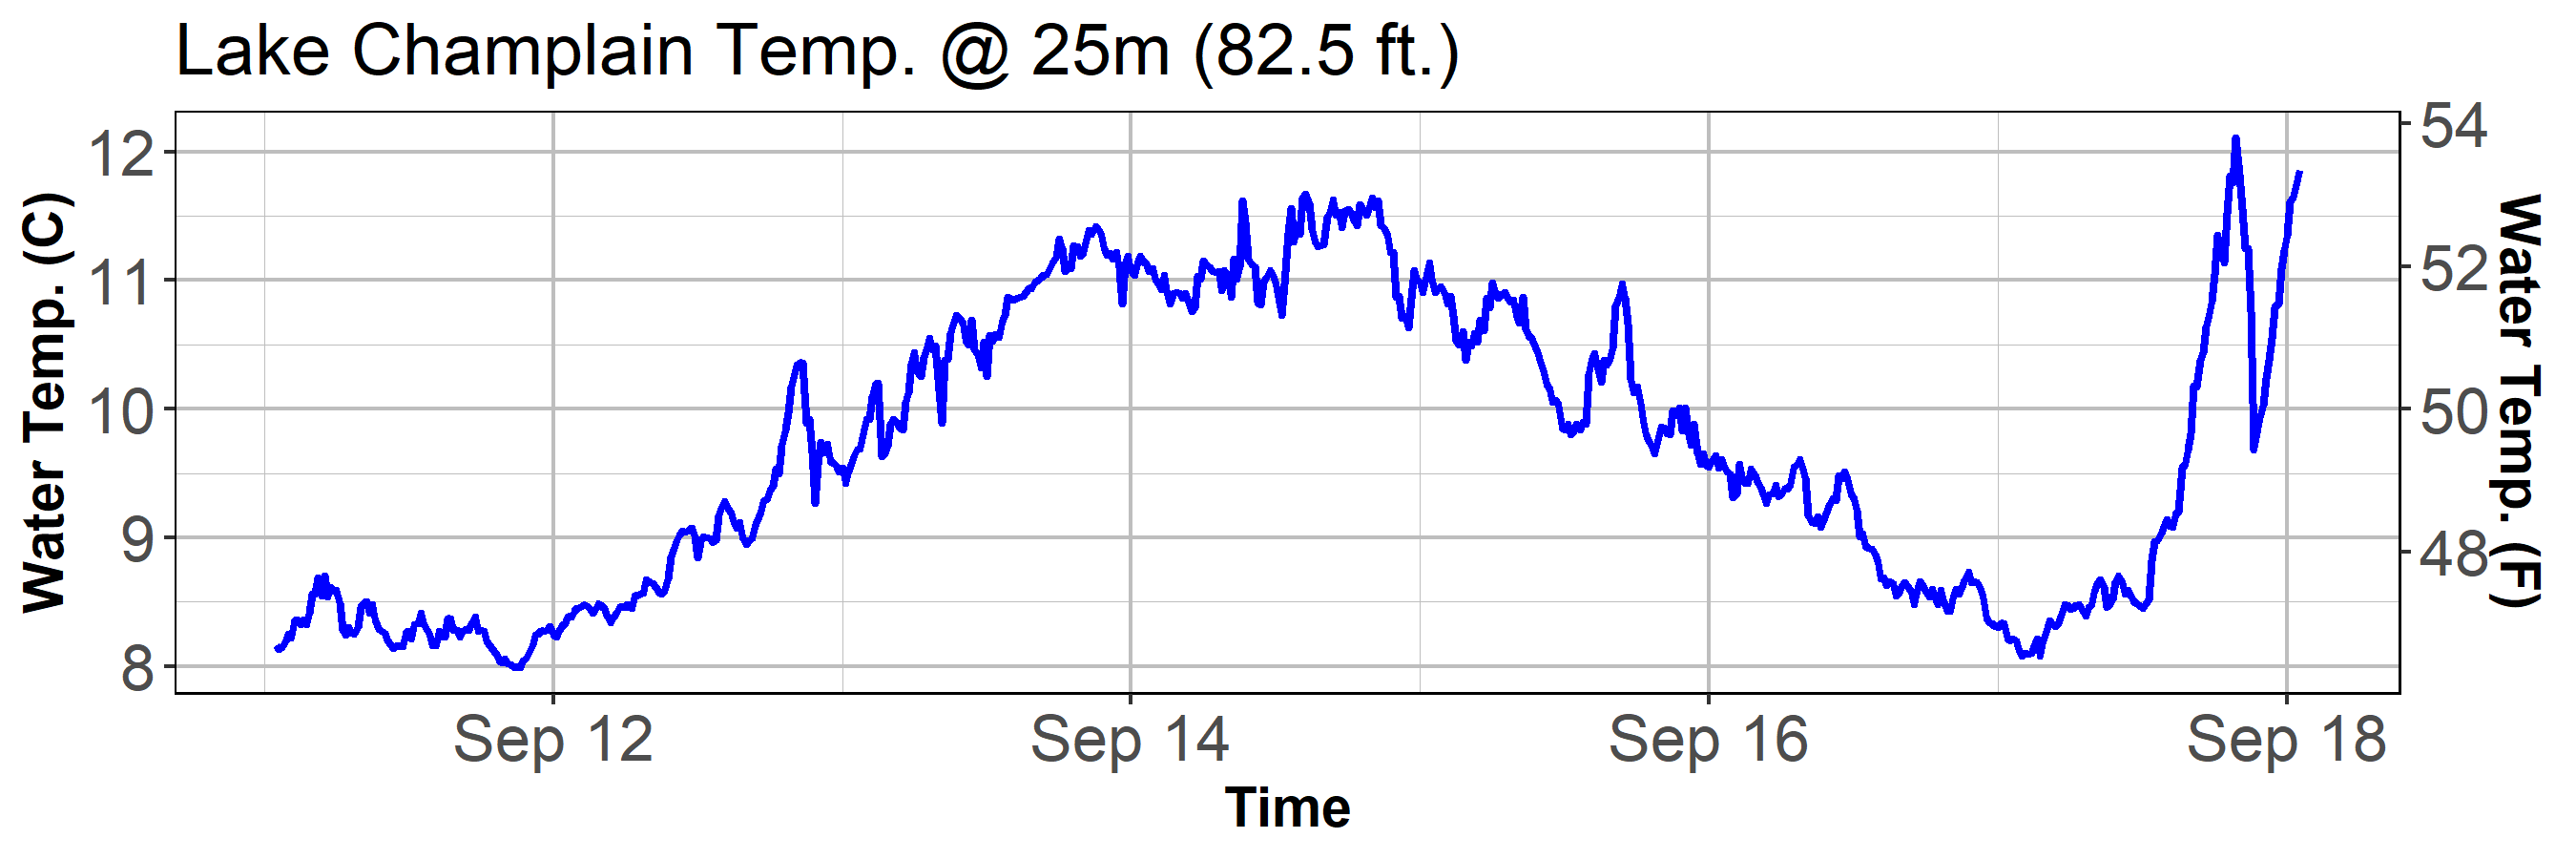 Lake Champlain Temp. @ 25m (82.5 ft.)
Water Temp. (C)
12
11
10
9
8
54
52
50
48
Water Temp. (F)
Sep 12
Sep 14
Sep 16
Sep 18
Time